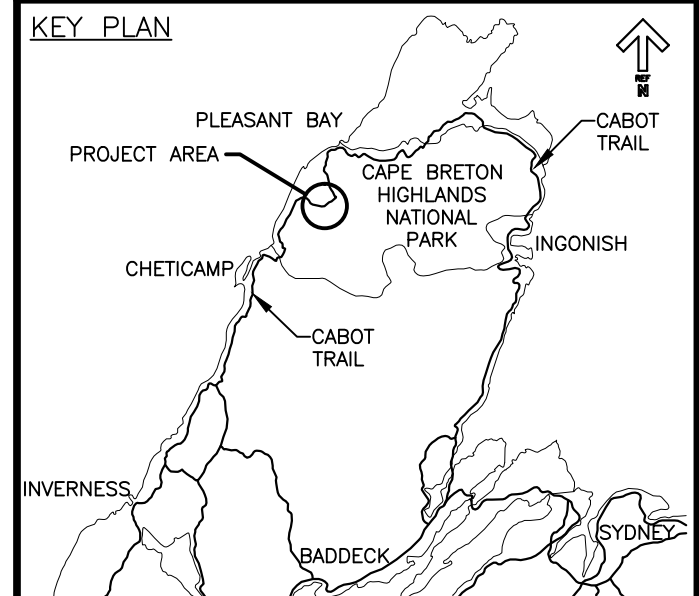 KEY PLAN
REF
N
PLEASANT BAY
CABOT
TRAIL
PROJECT AREA
CAPE BRETON
HIGHLANDS
NATIONAL
PARK
INGONISH
CHETICAMP
CABOT
TRAIL
INVERNESS
SYDNEY
BADDECK